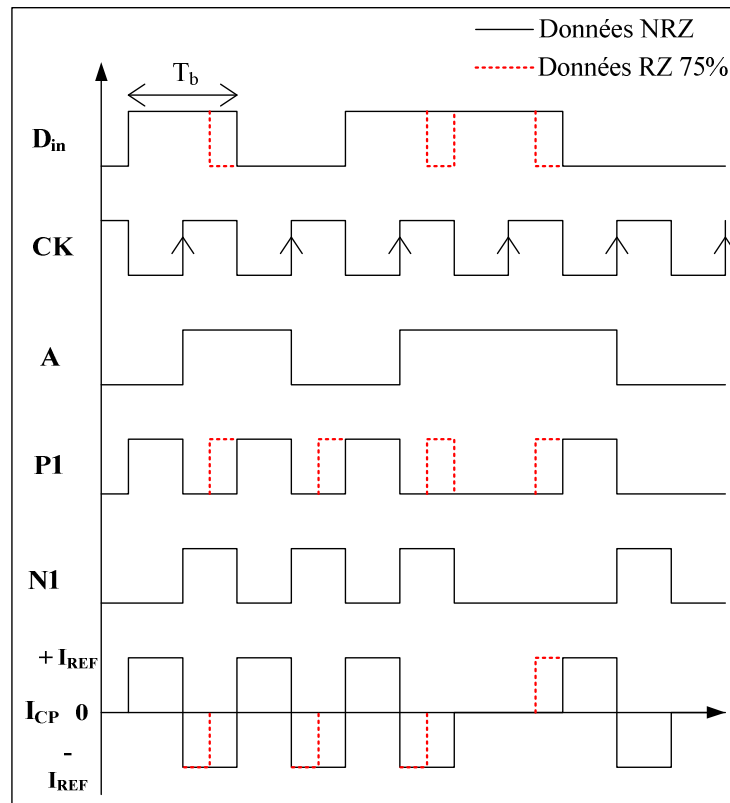 Données NRZ
Données RZ 75%
Tb
Din
CK
A
P1
N1
+ IREF
ICP 0
-
IREF